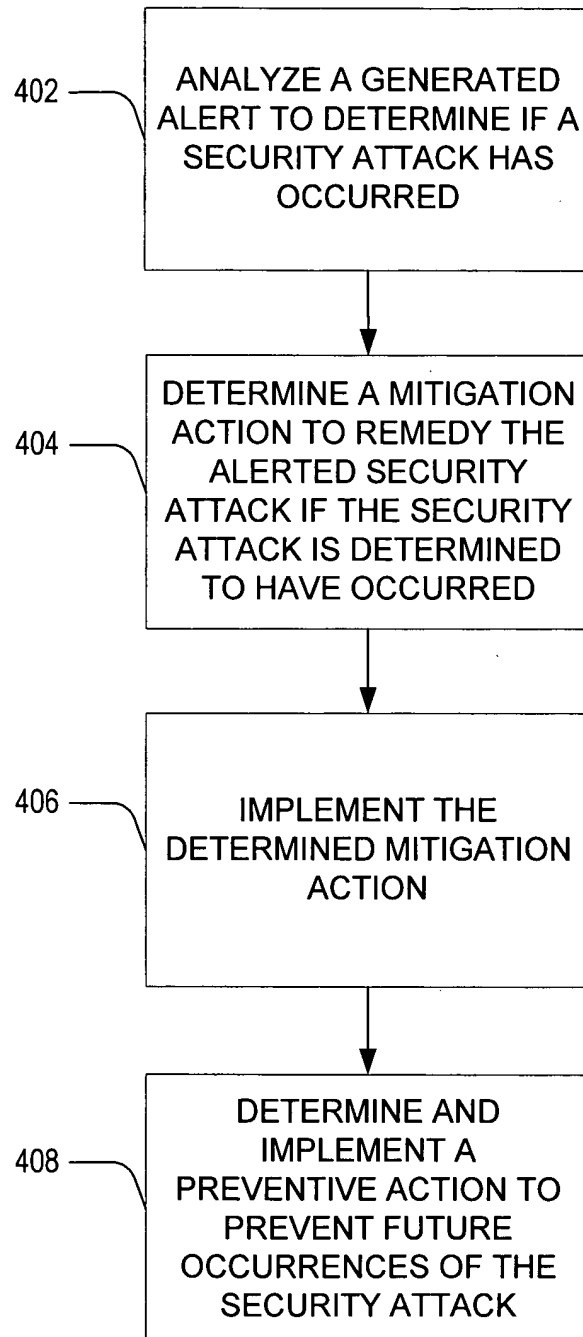 402
ANALYZE A GENERATED
ALERT TO DETERMINE IF A
SECURITY ATTACK HAS
OCCURRED
404
DETERMINE A MITIGATION
ACTION TO REMEDY THE
ALERTED SECURITY
ATTACK IF THE SECURITY
ATTACK IS DETERMINED
TO HAVE OCCURRED
406
IMPLEMENT THE
DETERMINED MITIGATION
ACTION
408
DETERMINE AND
IMPLEMENT A
PREVENTIVE ACTION TO
PREVENT FUTURE
OCCURRENCES OF THE
SECURITY ATTACK